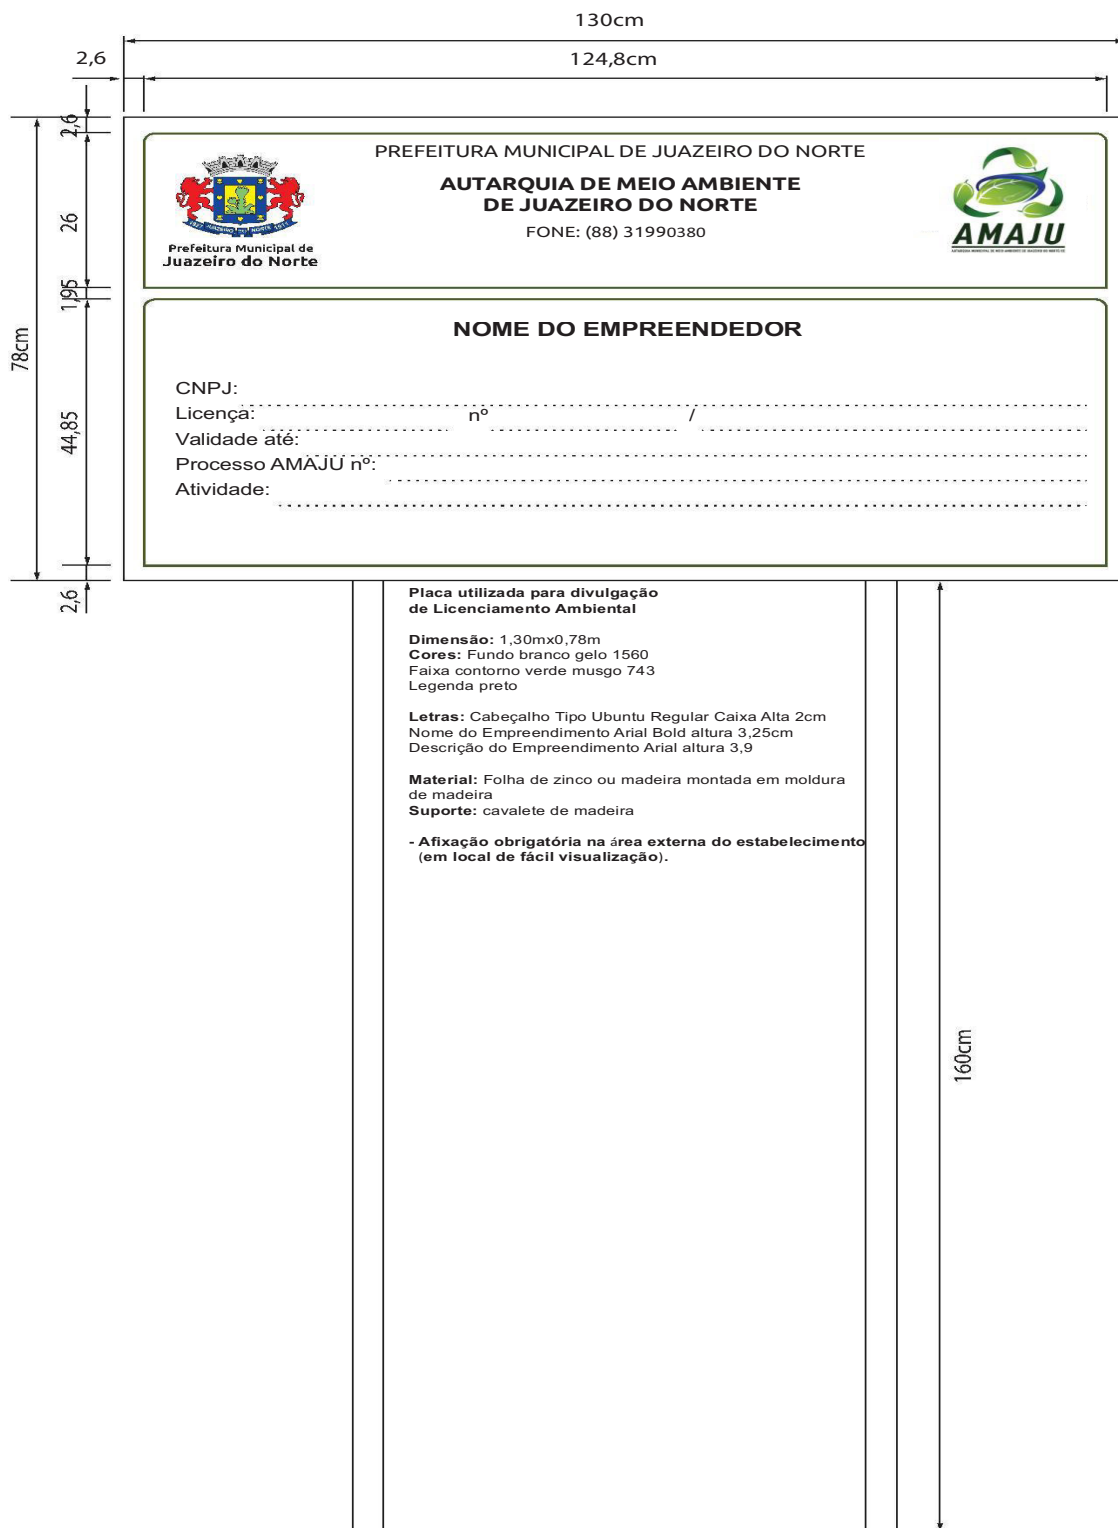 130cm
2,6
124,8cm
2,6
26
1,95
44,85
2,6
78cm
PREFEITURA MUNICIPAL DE JUAZEIRO DO NORTE
AUTARQUIA DE MEIO AMBIENTE
DE JUAZEIRO DO NORTE
FONE: (88) 31990380
1827 JUAZEIRO DO NORTE 1911
Prefeitura Municipal de
Juazeiro do Norte
AMAJU
NOME DO EMPREENDEDOR
CNPJ:
Licença: nº /
Validade até:
Processo AMAJU nº:
Atividade:
Placa utilizada para divulgação
de Licenciamento Ambiental
Dimensão: 1,30mx0,78m
Cores: Fundo branco gelo 1560
Faixa contorno verde musgo 743
Legenda preto
Letras: Cabeçalho Tipo Ubuntu Regular Caixa Alta 2cm
Nome do Empreendimento Arial Bold altura 3,25cm
Descrição do Empreendimento Arial altura 3,9
Material: Folha de zinco ou madeira montada em moldura
de madeira
Suporte: cavalete de madeira
- Afixação obrigatória na área externa do estabelecimento
(em local de fácil visualização).
160cm